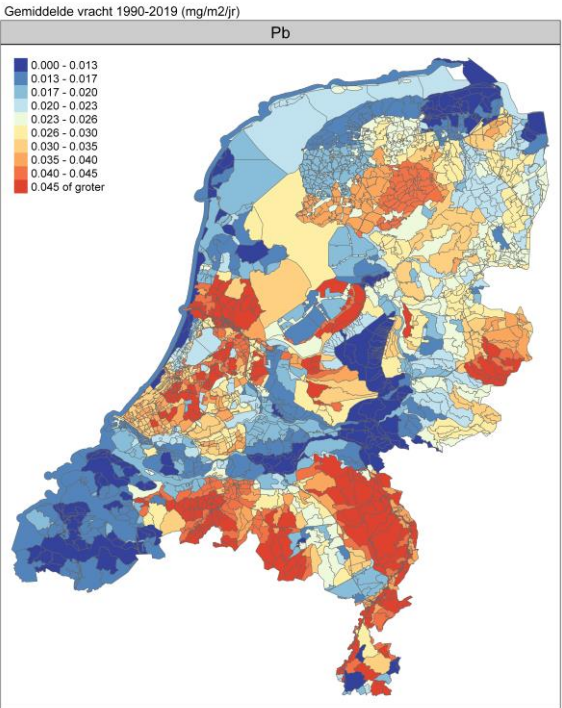 Gemiddelde vracht 1990-2019 (mg/m2/jr)
Pb
0.000 - 0.013
0.013 - 0.017
0.017 - 0.020
0.020 - 0.023
0.023 - 0.026
0.026 - 0.030
0.030 - 0.035
0.035 - 0.040
0.040 - 0.045
0.045 of groter